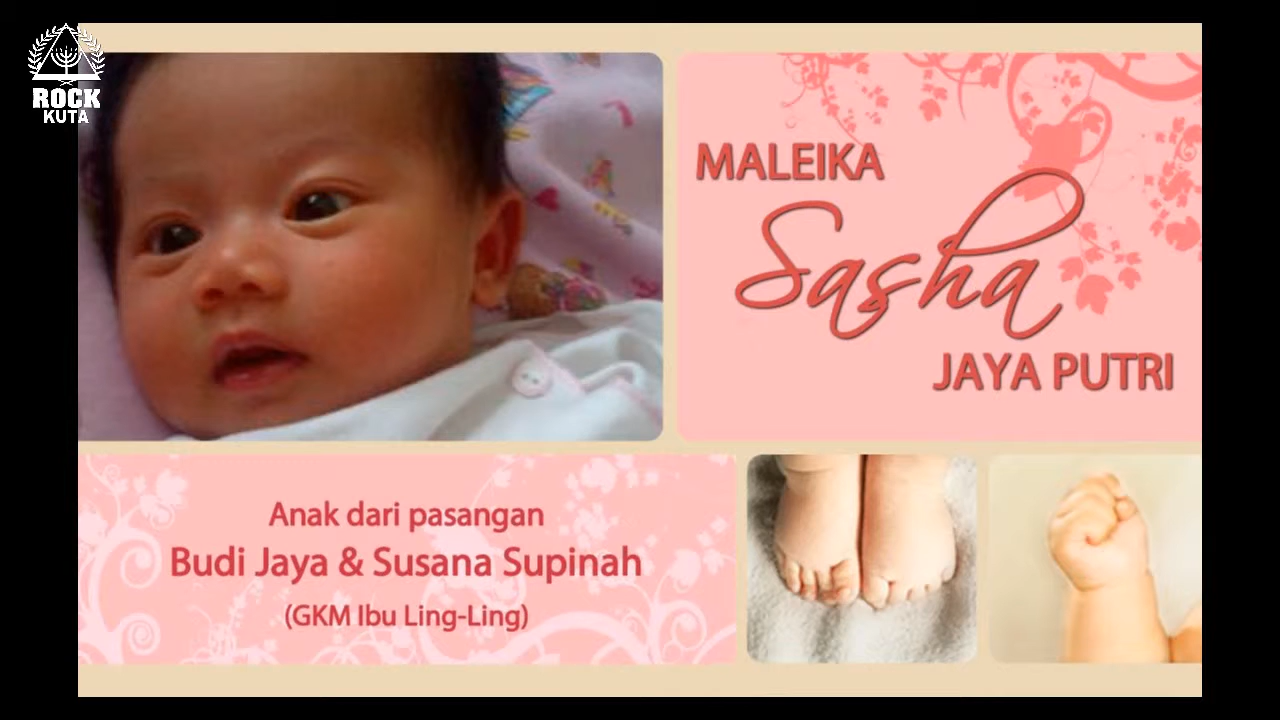 ROCK
KUTA
MALEIKA
Sasha
JAYA PUTRI
Anak dari pasangan
Budi Jaya & Susana Supinah
(GKM Ibu Ling-Ling)